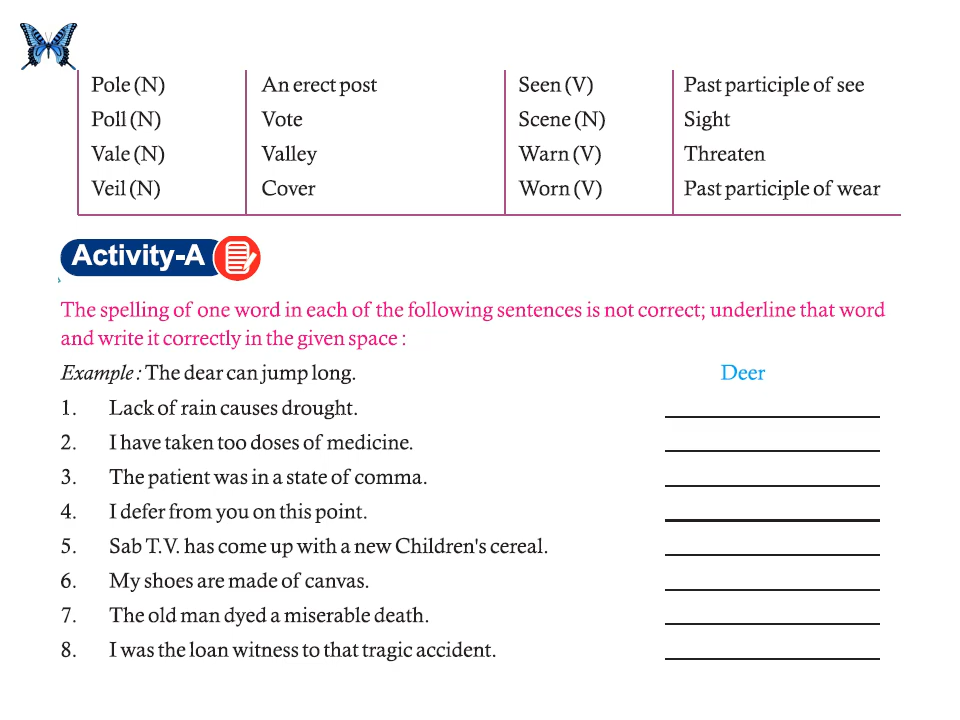 Pole (N) An erect post Seen (V) Past participle of see
Poll (N) Vote Scene (N) Sight
Vale (N) Valley Warn (V) Threaten
Veil (N) Cover Worn (V) Past participle of wear
Activity-A
The spelling of one word in each of the following sentences is not correct; underline that word
and write it correctly in the given space :
Example : The dear can jump long. Deer
1. Lack of rain causes drought.
2. I have taken too doses of medicine.
3. The patient was in a state of comma.
4. I defer from you on this point.
5. Sab T.V. has come up with a new Children's cereal.
6. My shoes are made of canvas.
7. The old man dyed a miserable death.
8. I was the loan witness to that tragic accident.